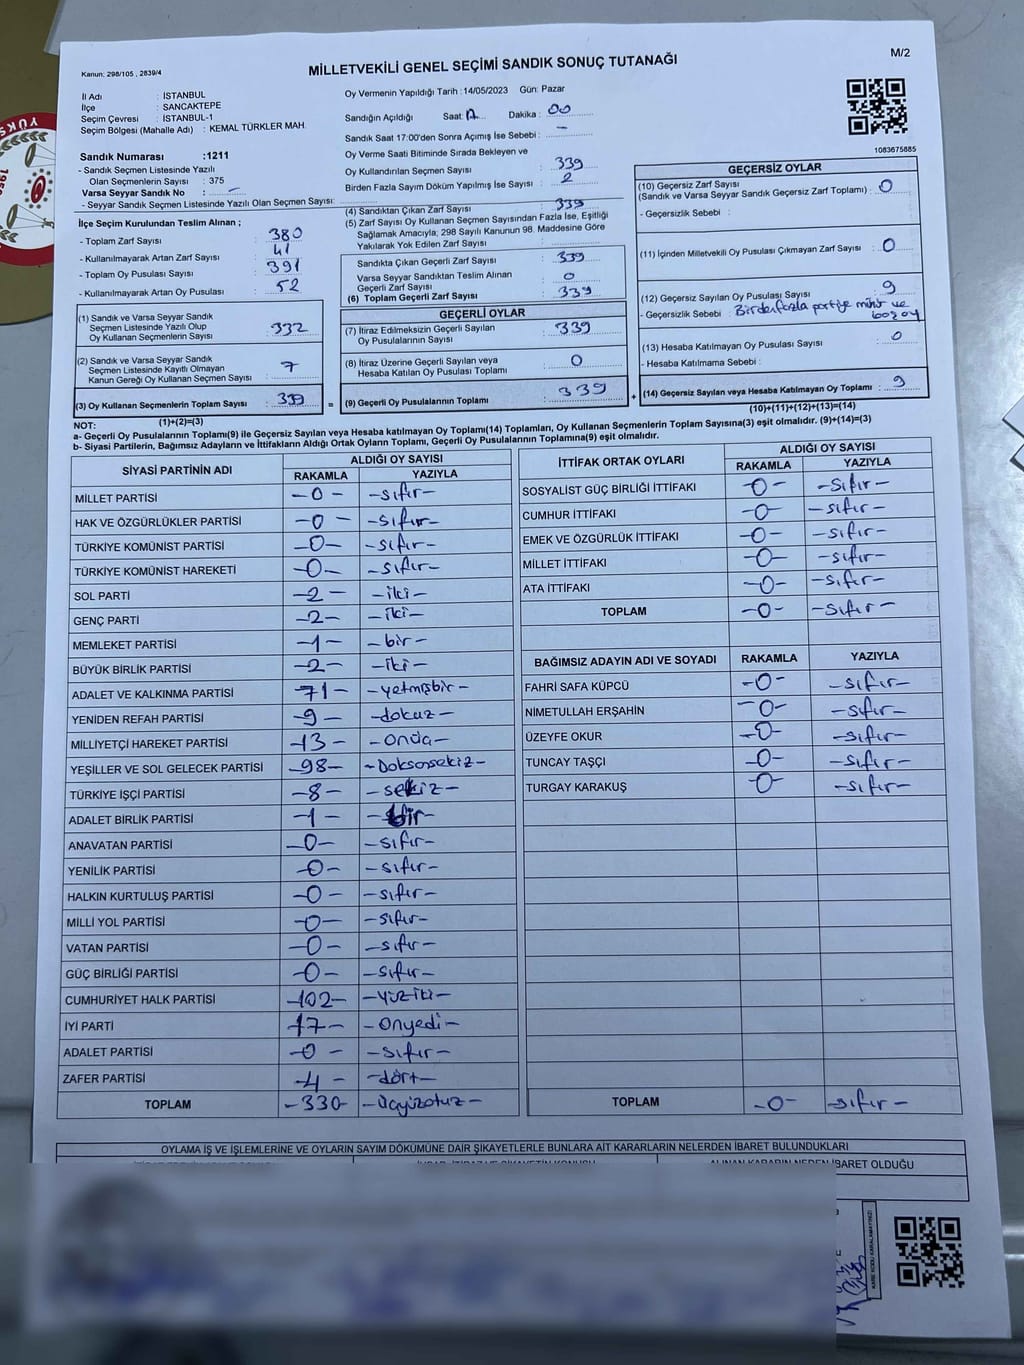 Kanun: 298/105 , 2839/4
MİLLETVEKİLİ GENEL SEÇİMİ SANDIK SONUÇ TUTANAĞI
M/2
İl Adı : İSTANBUL
İlçe : SANCAKTEPE
Seçim Çevresi : İSTANBUL-1
Seçim Bölgesi (Mahalle Adı) : KEMAL TÜRKLER MAH.
Sandık Numarası :1211
- Sandık Seçmen Listesinde Yazılı
Olan Seçmenlerin Sayısı : 375
Varsa Seyyar Sandık No : –
- Seyyar Sandık Seçmen Listesinde Yazılı Olan Seçmen Sayısı:
Oy Vermenin Yapıldığı Tarih : 14/05/2023 Gün: Pazar
Sandığın Açıldığı Saat: Dakika : 00
Sandık Saat 17:00'den Sonra Açımış İse Sebebi : –
Oy Verme Saati Bitiminde Sırada Bekleyen ve
Oy Kullandırılan Seçmen Sayısı : 339
Birden Fazla Sayım Döküm Yapılmış İse Sayısı : 2
1083675885
İlçe Seçim Kurulundan Teslim Alınan ;
- Toplam Zarf Sayısı : 380
- Kullanılmayarak Artan Zarf Sayısı : 41
- Toplam Oy Pusulası Sayısı : 391
- Kullanılmayarak Artan Oy Pusulası : 52
(1) Sandık ve Varsa Seyyar Sandık
Seçmen Listesinde Yazılı Olup
Oy Kullanan Seçmenlerin Sayısı : 332
(2) Sandık ve Varsa Seyyar Sandık
Seçmen Listesinde Kayıtlı Olmayan
Kanun Gereği Oy Kullanan Seçmen Sayısı : 7
(3) Oy Kullanan Seçmenlerin Toplam Sayısı : 339
(1)+(2)=(3)
(4) Sandıktan Çıkan Zarf Sayısı : 339
(5) Zarf Sayısı Oy Kullanan Seçmen Sayısından Fazla İse, Eşitliği
Sağlamak Amacıyla; 298 Sayılı Kanunun 98. Maddesine Göre
Yakılarak Yok Edilen Zarf Sayısı :
Sandıkta Çıkan Geçerli Zarf Sayısı : 339
Varsa Seyyar Sandıktan Teslim Alınan
Geçerli Zarf Sayısı : 0
(6) Toplam Geçerli Zarf Sayısı : 339
GEÇERLİ OYLAR
(7) İtiraz Edilmeksizin Geçerli Sayılan
Oy Pusulalarının Sayısı : 339
(8) İtiraz Üzerine Geçerli Sayılan veya
Hesaba Katılan Oy Pusulası Toplamı : 0
= (9) Geçerli Oy Pusulalarının Toplamı : 339 +
GEÇERSİZ OYLAR
(10) Geçersiz Zarf Sayısı : 0
(Sandık ve Varsa Seyyar Sandık Geçersiz Zarf Toplamı)
- Geçersizlik Sebebi :
(11) İçinden Milletvekili Oy Pusulası Çıkmayan Zarf Sayısı : 0
(12) Geçersiz Sayılan Oy Pusulası Sayısı : 9
- Geçersizlik Sebebi : Birdenfazla partiye mühür ve
boş oy
(13) Hesaba Katılmayan Oy Pusulası Sayısı : 0
- Hesaba Katılmama Sebebi :
(14) Geçersiz Sayılan veya Hesaba Katılmayan Oy Toplamı : 9
(10)+(11)+(12)+(13)=(14)
NOT:
a- Geçerli Oy Pusulalarının Toplamı(9) ile Geçersiz Sayılan veya Hesaba katılmayan Oy Toplamı(14) Toplamları, Oy Kullanan Seçmenlerin Toplam Sayısına(3) eşit olmalıdır. (9)+(14)=(3)
b- Siyasi Partilerin, Bağımsız Adayların ve İttifakların Aldığı Ortak Oyların Toplamı, Geçerli Oy Pusulalarının Toplamına(9) eşit olmalıdır.
SİYASİ PARTİNİN ADI ALDIĞI OY SAYISI
RAKAMLA YAZIYLA
MİLLET PARTİSİ -0- -sıfır-
HAK VE ÖZGÜRLÜKLER PARTİSİ -0- -sıfır-
TÜRKİYE KOMÜNİST PARTİSİ -0- -sıfır-
TÜRKİYE KOMÜNİST HAREKETİ -0- -sıfır-
SOL PARTİ -2- -iki-
GENÇ PARTİ -2- -iki-
MEMLEKET PARTİSİ -1- -bir-
BÜYÜK BİRLİK PARTİSİ -2- -iki-
ADALET VE KALKINMA PARTİSİ -71- -yetmişbir-
YENİDEN REFAH PARTİSİ -9- -dokuz-
MİLLİYETÇİ HAREKET PARTİSİ -13- -Onüç-
YEŞİLLER VE SOL GELECEK PARTİSİ -98- -Doksansekiz-
TÜRKİYE İŞÇİ PARTİSİ -8- -sekiz-
ADALET BİRLİK PARTİSİ -1- -bir-
ANAVATAN PARTİSİ -0- -sıfır-
YENİLİK PARTİSİ -0- -sıfır-
HALKIN KURTULUŞ PARTİSİ -0- -sıfır-
MİLLİ YOL PARTİSİ -0- -sıfır-
VATAN PARTİSİ -0- -sıfır-
GÜÇ BİRLİĞİ PARTİSİ -0- -sıfır-
CUMHURİYET HALK PARTİSİ -102- -Yüziki-
İYİ PARTİ 17- -Onyedi-
ADALET PARTİSİ -0- -sıfır-
ZAFER PARTİSİ -4- -dört-
TOPLAM -330- -Üçyüzotuz-
İTTİFAK ORTAK OYLARI ALDIĞI OY SAYISI
RAKAMLA YAZIYLA
SOSYALİST GÜÇ BİRLİĞİ İTTİFAKI -0- -sıfır-
CUMHUR İTTİFAKI -0- -sıfır-
EMEK VE ÖZGÜRLÜK İTTİFAKI -0- -sıfır-
MİLLET İTTİFAKI -0- -sıfır-
ATA İTTİFAKI -0- -sıfır-
TOPLAM -0- -sıfır-
BAĞIMSIZ ADAYIN ADI VE SOYADI RAKAMLA YAZIYLA
FAHRİ SAFA KÜPCÜ -0- -sıfır-
NİMETULLAH ERŞAHİN -0- -sıfır-
ÜZEYFE OKUR -0- -sıfır-
TUNCAY TAŞÇI -0- -sıfır-
TURGAY KARAKUŞ -0- -sıfır-
TOPLAM -0- -sıfır-
OYLAMA İŞ VE İŞLEMLERİNE VE OYLARIN SAYIM DÖKÜMÜNE DAİR ŞİKAYETLERLE BUNLARA AİT KARARLARIN NELERDEN İBARET BULUNDUKLARI
ALINAN KARARIN NEDEN İBARET OLDUĞU